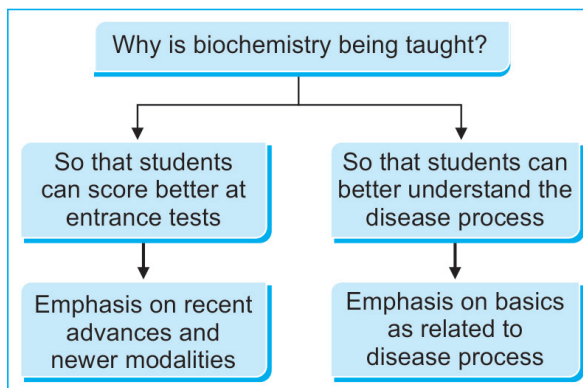 Why is biochemistry being taught?
So that students
can score better at
entrance tests
So that students can
better understand the
disease process
Emphasis on recent
advances and
newer modalities
Emphasis on basics
as related to
disease process